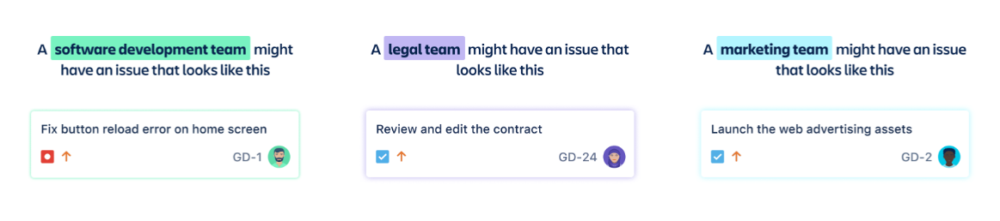 A software development team might
have an issue that looks like this
Fix button reload error on home screen
GD-1
A legal team might have an issue that
looks like this
Review and edit the contract
GD-24
A marketing team might have an issue
that looks like this
Launch the web advertising assets
GD-2